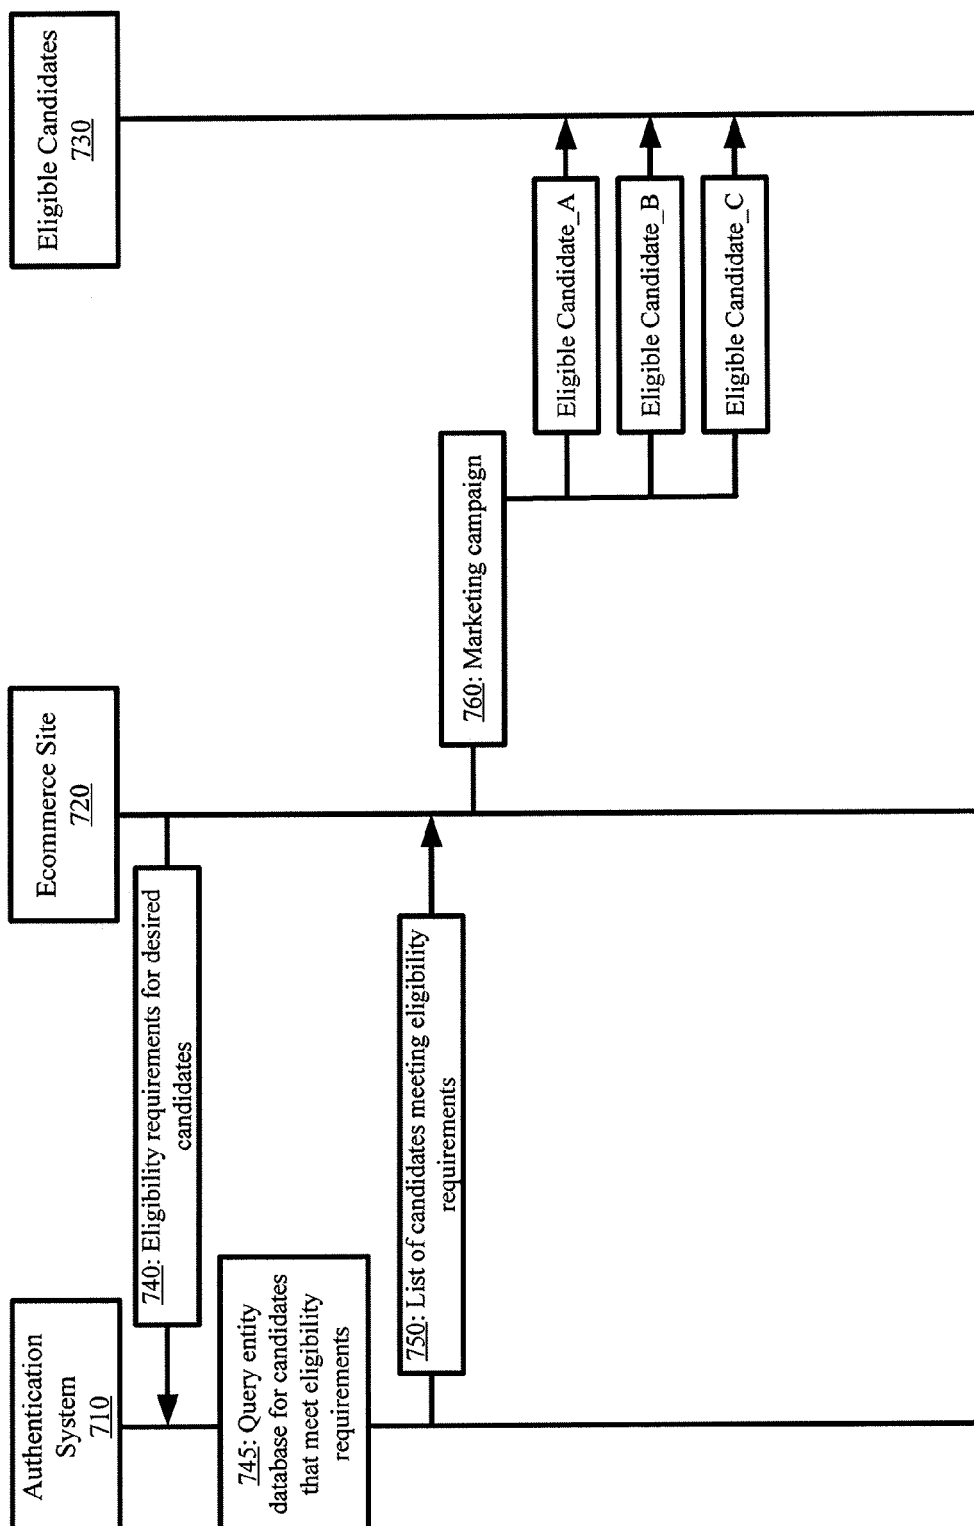 Authentication
System
710
Ecommerce Site
720
Eligible Candidates
730
740: Eligibility requirements for desired
candidates
745: Query entity
database for candidates
that meet eligibility
requirements
750: List of candidates meeting eligibility
requirements
760: Marketing campaign
Eligible Candidate_A
Eligible Candidate_B
Eligible Candidate_C